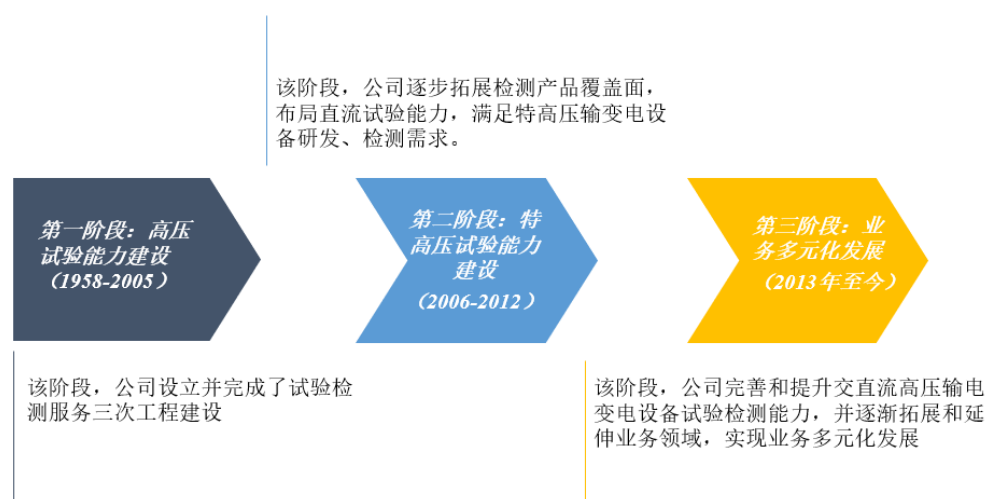 该阶段，公司逐步拓展检测产品覆盖面，
布局直流试验能力，满足特高压输变电设
备研发、检测需求。
第一阶段：高压
试验能力建设
（1958-2005）
第二阶段：特
高压试验能力
建设
（2006-2012）
第三阶段：业
务多元化发展
（2013年至今）
该阶段，公司设立并完成了试验检
测服务三次工程建设
该阶段，公司完善和提升交直流高压输电
变电设备试验检测能力，并逐渐拓展和延
伸业务领域，实现业务多元化发展